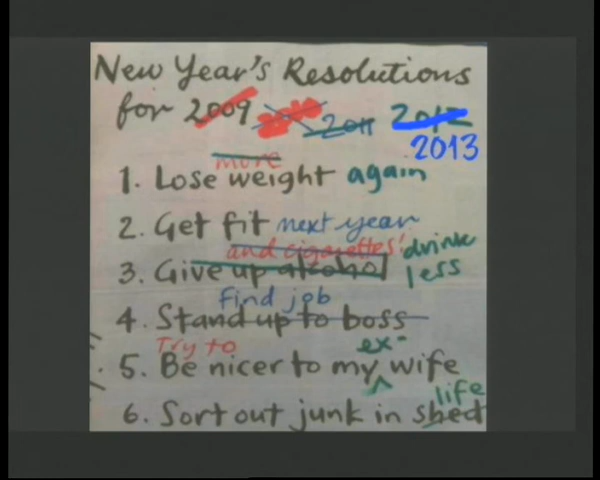 New Year's Resolutions
for 2009 2011 2012
2013
more
1. Lose weight again
2. Get fit next year
and cigarettes! drink
3. Give up alcohol less
find job
4. Stand up to boss
Try to ex-
5. Be nicer to my wife
life
6. Sort out junk in shed